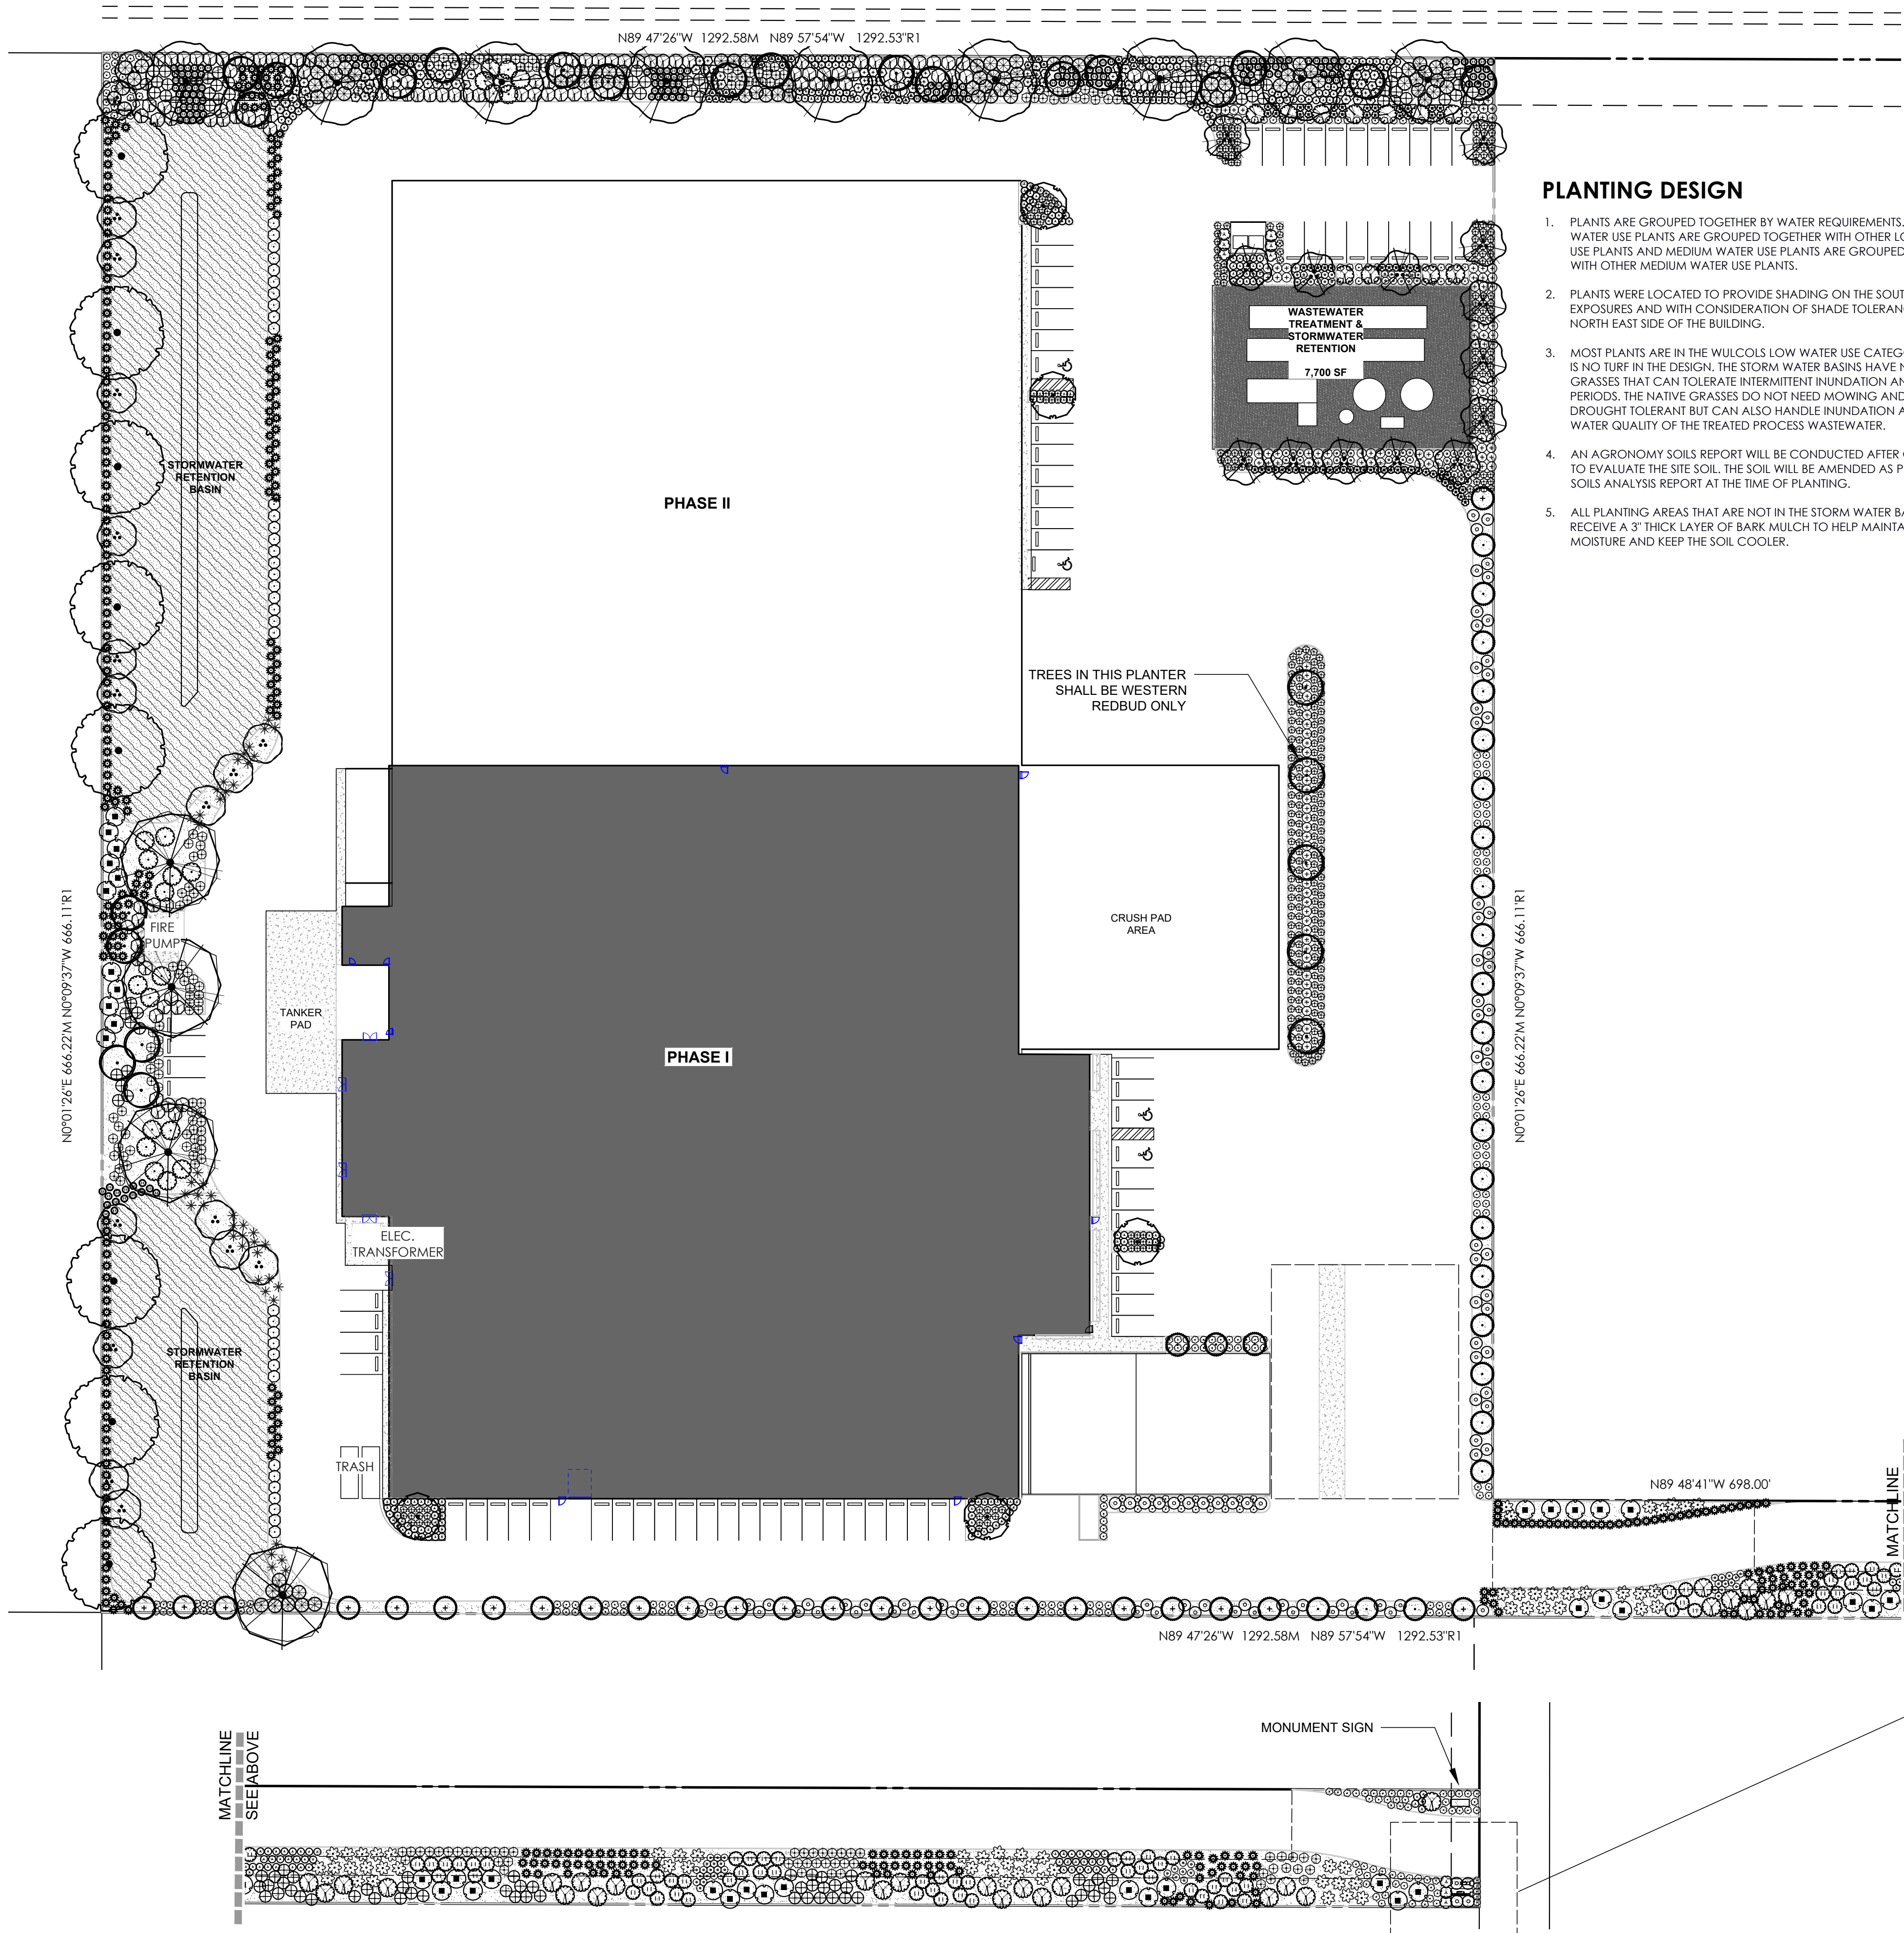 N89 47'26"W 1292.58M N89 57'54"W 1292.53"R1
PLANTING DESIGN
1. PLANTS ARE GROUPED TOGETHER BY WATER REQUIREMENTS.
WATER USE PLANTS ARE GROUPED TOGETHER WITH OTHER
USE PLANTS AND MEDIUM WATER USE PLANTS ARE GROUPED
WITH OTHER MEDIUM WATER USE PLANTS.
2. PLANTS WERE LOCATED TO PROVIDE SHADING ON THE
EXPOSURES AND WITH CONSIDERATION OF SHADE
NORTH EAST SIDE OF THE BUILDING.
3. MOST PLANTS ARE IN THE WULCOLS LOW WATER USE
IS NO TURF IN THE DESIGN. THE STORM WATER BASINS HAVE
GRASSES THAT CAN TOLERATE INTERMITTENT INUNDATION
PERIODS. THE NATIVE GRASSES DO NOT NEED MOWING AND
DROUGHT TOLERANT BUT CAN ALSO HANDLE INUNDATION
WATER QUALITY OF THE TREATED PROCESS WASTEWATER.
4. AN AGRONOMY SOILS REPORT WILL BE CONDUCTED AFTER
TO EVALUATE THE SITE SOIL. THE SOIL WILL BE AMENDED AS
SOILS ANALYSIS REPORT AT THE TIME OF PLANTING.
5. ALL PLANTING AREAS THAT ARE NOT IN THE STORM WATER
RECEIVE A 3" THICK LAYER OF BARK MULCH TO HELP
MOISTURE AND KEEP THE SOIL COOLER.
WASTEWATER
TREATMENT &
STORMWATER
RETENTION
7,700 SF
STORMWATER
RETENTION
BASIN
PHASE II
TREES IN THIS PLANTER
SHALL BE WESTERN
REDBUD ONLY
CRUSH PAD
AREA
FIRE
PUMP
TANKER
PAD
PHASE I
N0°01'26"E 666.22'M N0°09'37"W 666.11'R1
N0°01'26"E 666.22'M N0°09'37"W 666.11'R1
ELEC.
TRANSFORMER
STORMWATER
RETENTION
BASIN
TRASH
N89 48'41"W 698.00'
MATCHLINE
N89 47'26"W 1292.58M N89 57'54"W 1292.53"R1
MATCHLINE
SEE ABOVE
MONUMENT SIGN